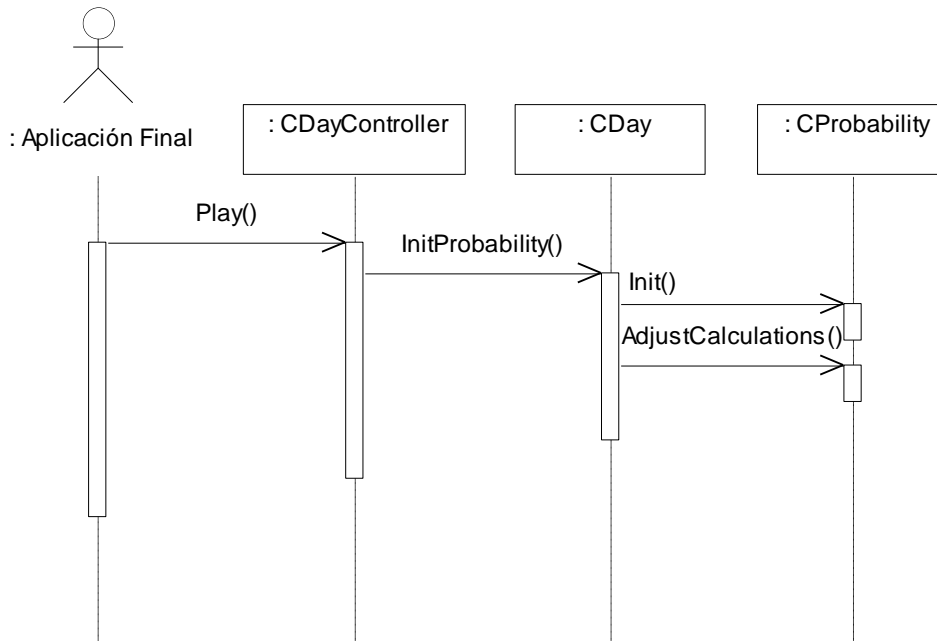 : Aplicación Final
: CDayController
: CDay
: CProbability
Play()
InitProbability()
Init()
AdjustCalculations()